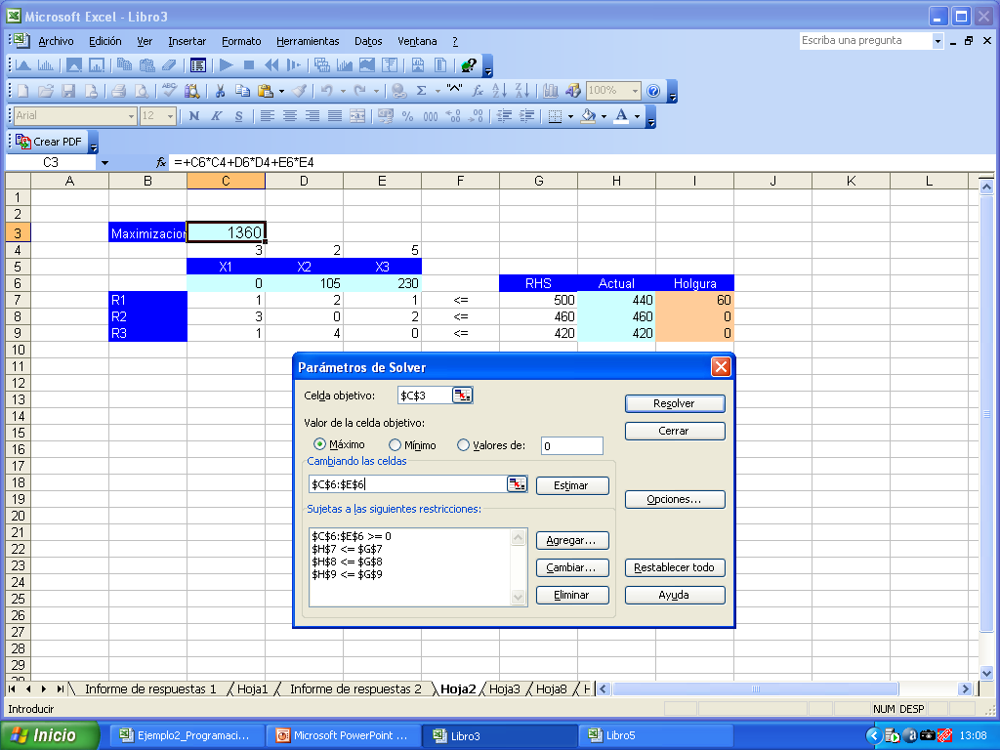 Microsoft Excel - Libro3
Archivo Edición Ver Insertar Formato Herramientas Datos Ventana ? Escriba una pregunta
100%
Arial 12 N K S % 000
Crear PDF
C3 fx =+C6*C4+D6*D4+E6*E4
A B C D E F G H I J K L
1
2
3 Maximizacion 1360
4 3 2 5
5 X1 X2 X3
6 0 105 230 RHS Actual Holgura
7 R1 1 2 1 <= 500 440 60
8 R2 3 0 2 <= 460 460 0
9 R3 1 4 0 <= 420 420 0
10
11
12
13
14
15
16
17
18
19
20
21
22
23
24
25
26
27
28
29
Parámetros de Solver
Celda objetivo: $C$3 Resolver
Valor de la celda objetivo: Cerrar
Máximo Mínimo Valores de: 0
Cambiando las celdas
$C$6:$E$6 Estimar
Opciones...
Sujetas a las siguientes restricciones:
$C$6:$E$6 >= 0 Agregar...
$H$7 <= $G$7
$H$8 <= $G$8 Cambiar... Restablecer todo
$H$9 <= $G$9
Eliminar Ayuda
Informe de respuestas 1 Hoja1 Informe de respuestas 2 Hoja2 Hoja3 Hoja8 H
Introducir NUM DESP
Inicio Ejemplo2_Programaci... Microsoft PowerPoint ... Libro3 Libro5 13:08